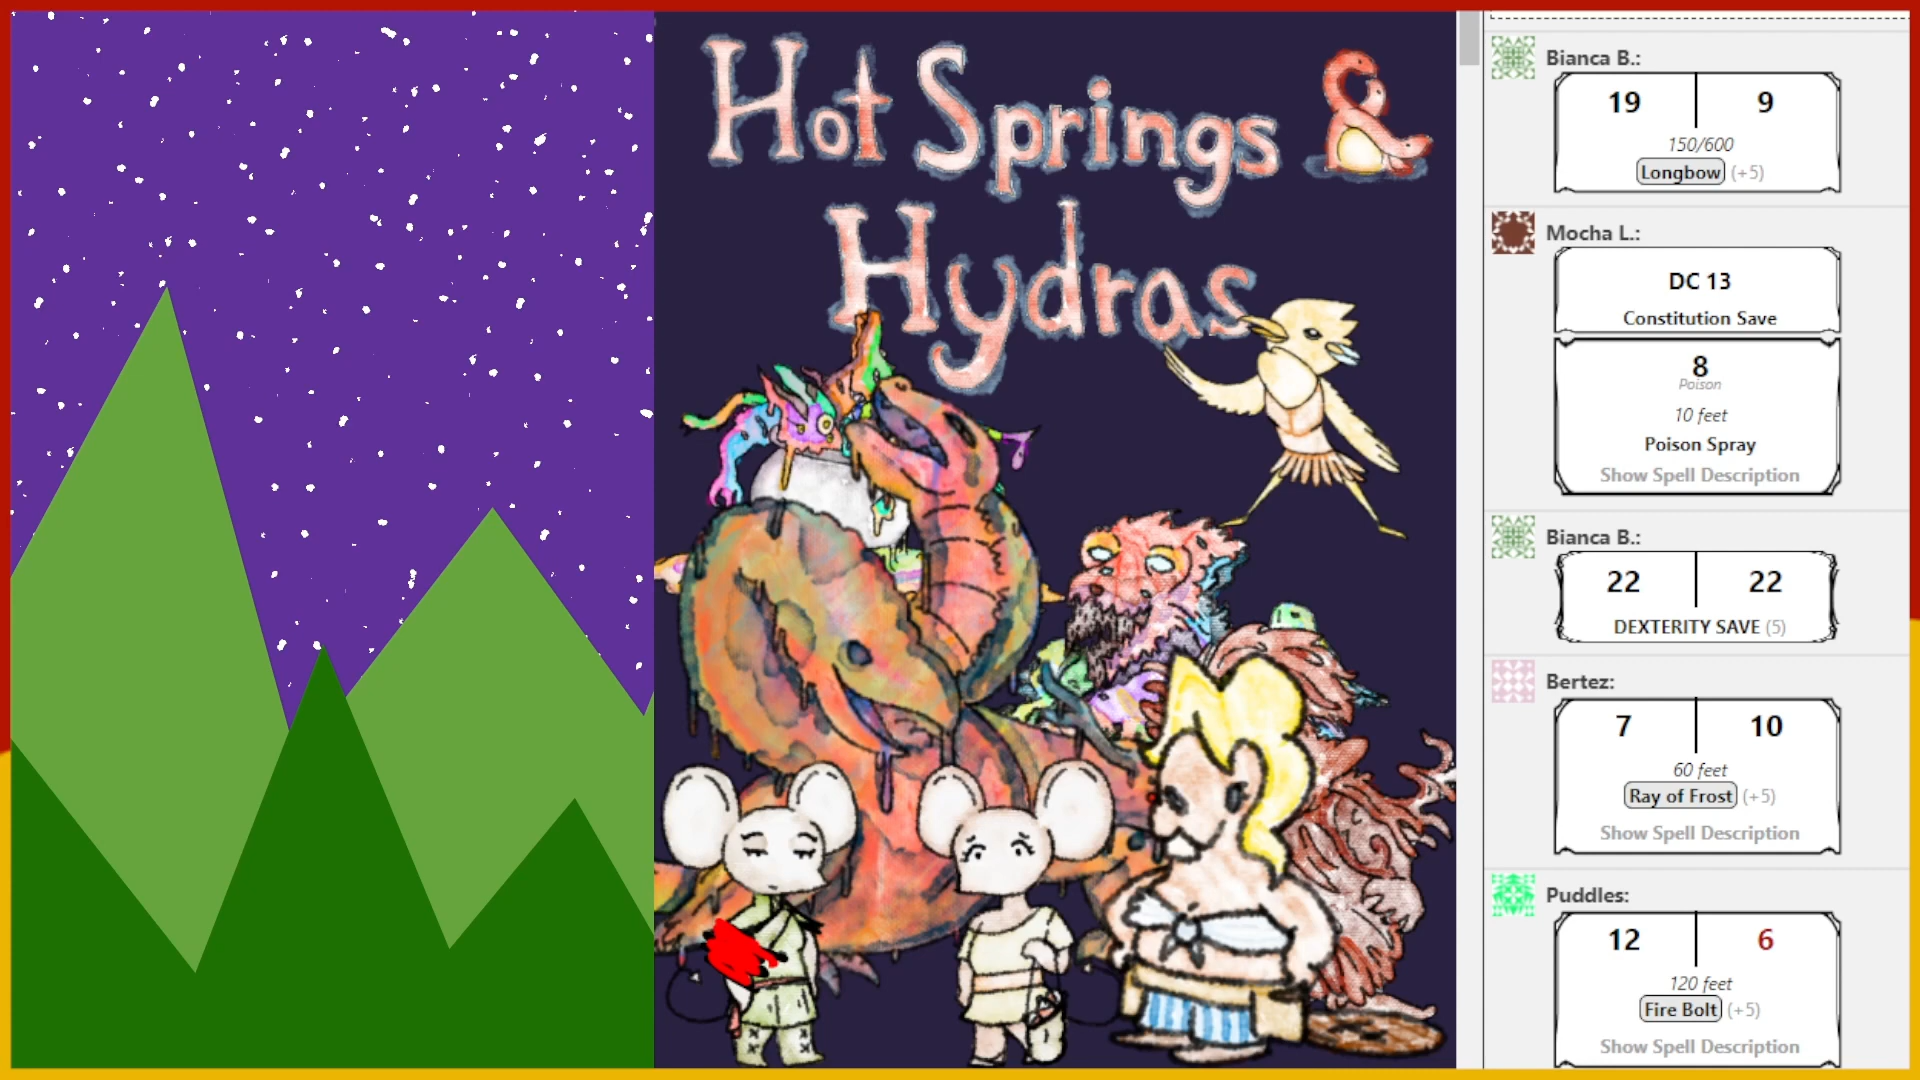 Hot Springs &
Hydras
Bianca B.:
19 9
150/600
Longbow (+5)
Mocha L.:
DC 13
Constitution Save
8
Poison
10 feet
Poison Spray
Show Spell Description
Bianca B.:
22 22
DEXTERITY SAVE (5)
Bertez:
7 10
60 feet
Ray of Frost (+5)
Show Spell Description
Puddles:
12 6
120 feet
Fire Bolt (+5)
Show Spell Description